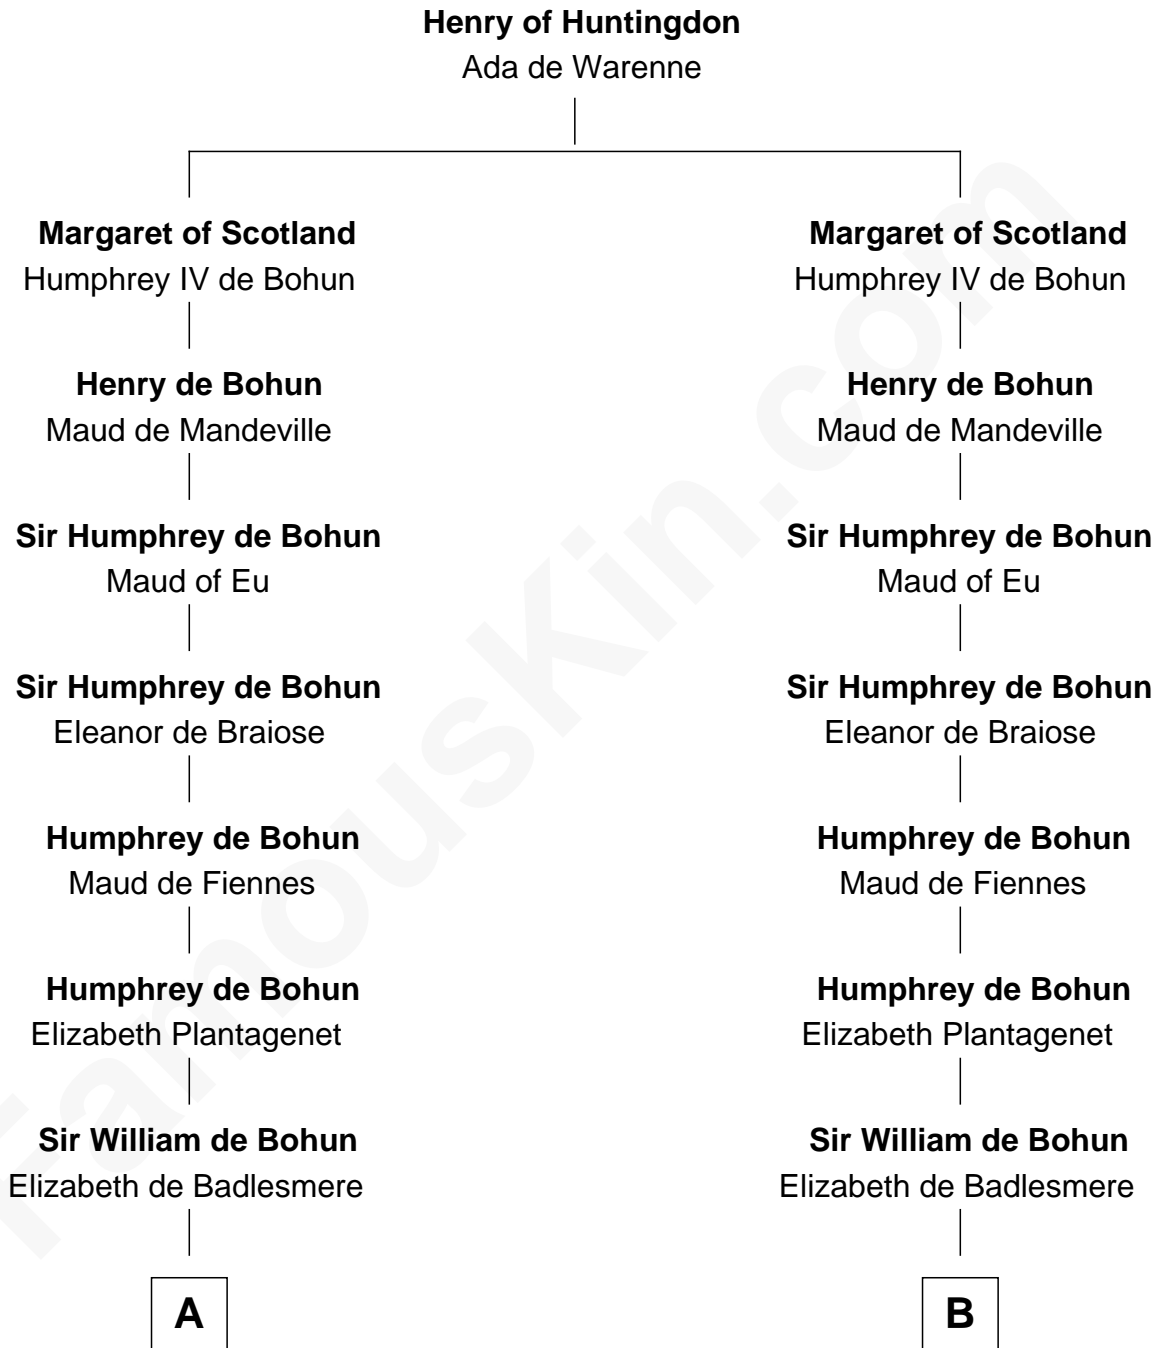 Henry of Huntingdon
Ada de Warenne
Margaret of Scotland
Humphrey IV de Bohun
Margaret of Scotland
Humphrey IV de Bohun
Henry de Bohun
Maud de Mandeville
Henry de Bohun
Maud de Mandeville
Sir Humphrey de Bohun
Maud of Eu
Sir Humphrey de Bohun
Maud of Eu
Sir Humphrey de Bohun
Eleanor de Braiose
Sir Humphrey de Bohun
Eleanor de Braiose
Humphrey de Bohun
Maud de Fiennes
Humphrey de Bohun
Maud de Fiennes
Humphrey de Bohun
Elizabeth Plantagenet
Humphrey de Bohun
Elizabeth Plantagenet
Sir William de Bohun
Elizabeth de Badlesmere
Sir William de Bohun
Elizabeth de Badlesmere
A
B
FamousKin.com